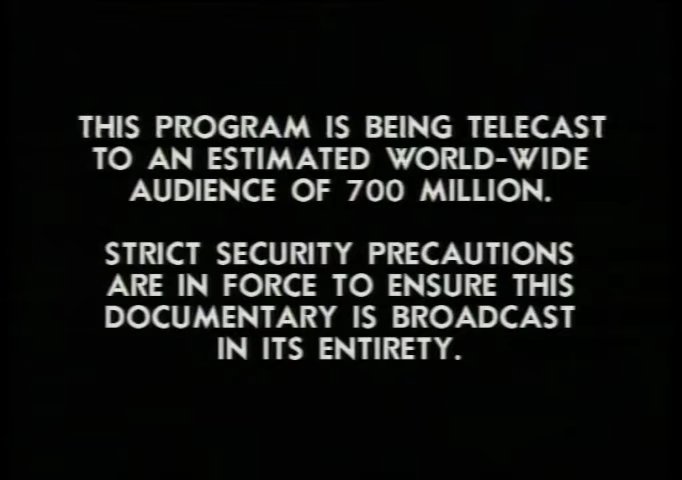 THIS PROGRAM IS BEING TELECAST
TO AN ESTIMATED WORLD-WIDE
AUDIENCE OF 700 MILLION.
STRICT SECURITY PRECAUTIONS
ARE IN FORCE TO ENSURE THIS
DOCUMENTARY IS BROADCAST
IN ITS ENTIRETY.